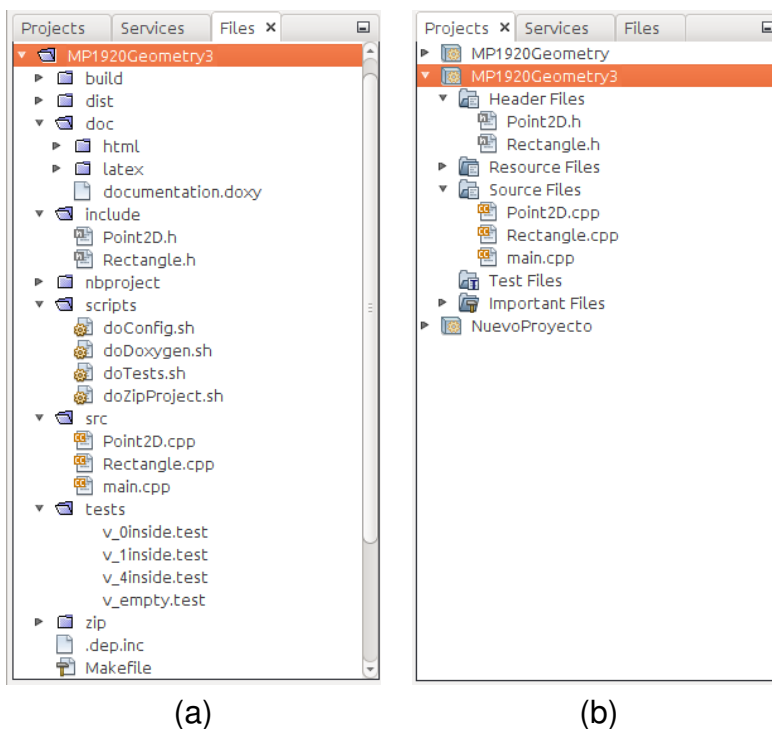 Projects Services Files ×
MP1920Geometry3
build
dist
doc
html
latex
documentation.doxy
include
Point2D.h
Rectangle.h
nbproject
scripts
doConfig.sh
doDoxygen.sh
doTests.sh
doZipProject.sh
src
Point2D.cpp
Rectangle.cpp
main.cpp
tests
v_0inside.test
v_1inside.test
v_4inside.test
v_empty.test
zip
.dep.inc
Makefile
(a)
Projects × Services Files
MP1920Geometry
MP1920Geometry3
Header Files
Point2D.h
Rectangle.h
Resource Files
Source Files
Point2D.cpp
Rectangle.cpp
main.cpp
Test Files
Important Files
NuevoProyecto
(b)